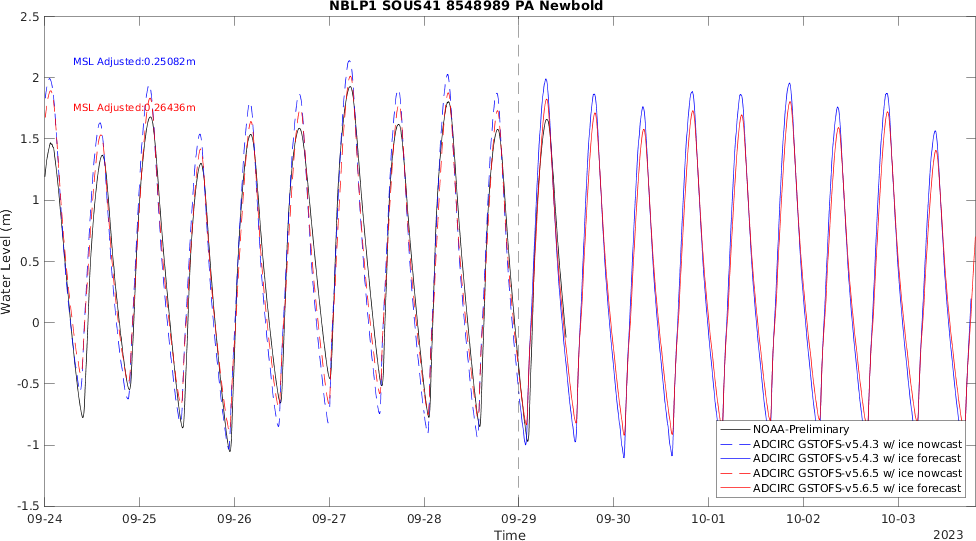 NBLP1 SOUS41 8548989 PA Newbold
2.5
2
1.5
1
0.5
0
-0.5
-1
-1.5
Water Level (m)
MSL Adjusted:0.25082m
MSL Adjusted:0.26436m
NOAA-Preliminary
ADCIRC GSTOFS-v5.4.3 w/ ice nowcast
ADCIRC GSTOFS-v5.4.3 w/ ice forecast
ADCIRC GSTOFS-v5.6.5 w/ ice nowcast
ADCIRC GSTOFS-v5.6.5 w/ ice forecast
09-24 09-25 09-26 09-27 09-28 09-29 09-30 10-01 10-02 10-03
Time
2023